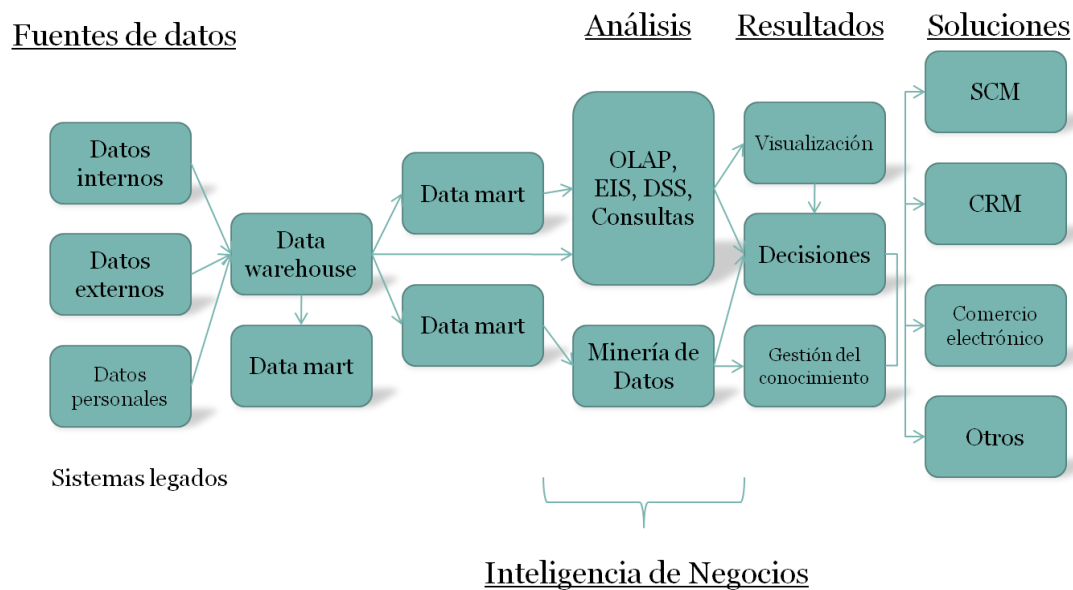 Fuentes de datos
Análisis
Resultados
Soluciones
Datos
internos
Datos
externos
Datos
personales
Sistemas legados
Data
warehouse
Data mart
Data mart
Data mart
OLAP,
EIS, DSS,
Consultas
Minería de
Datos
Visualización
Decisiones
Gestión del
conocimiento
SCM
CRM
Comercio
electrónico
Otros
Inteligencia de Negocios